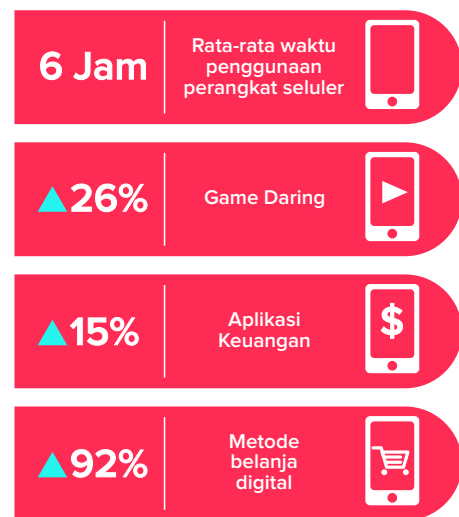 6 Jam
Rata-rata waktu
penggunaan
perangkat seluler
26%
Game Daring
15%
Aplikasi
Keuangan
$
92%
Metode
belanja
digital